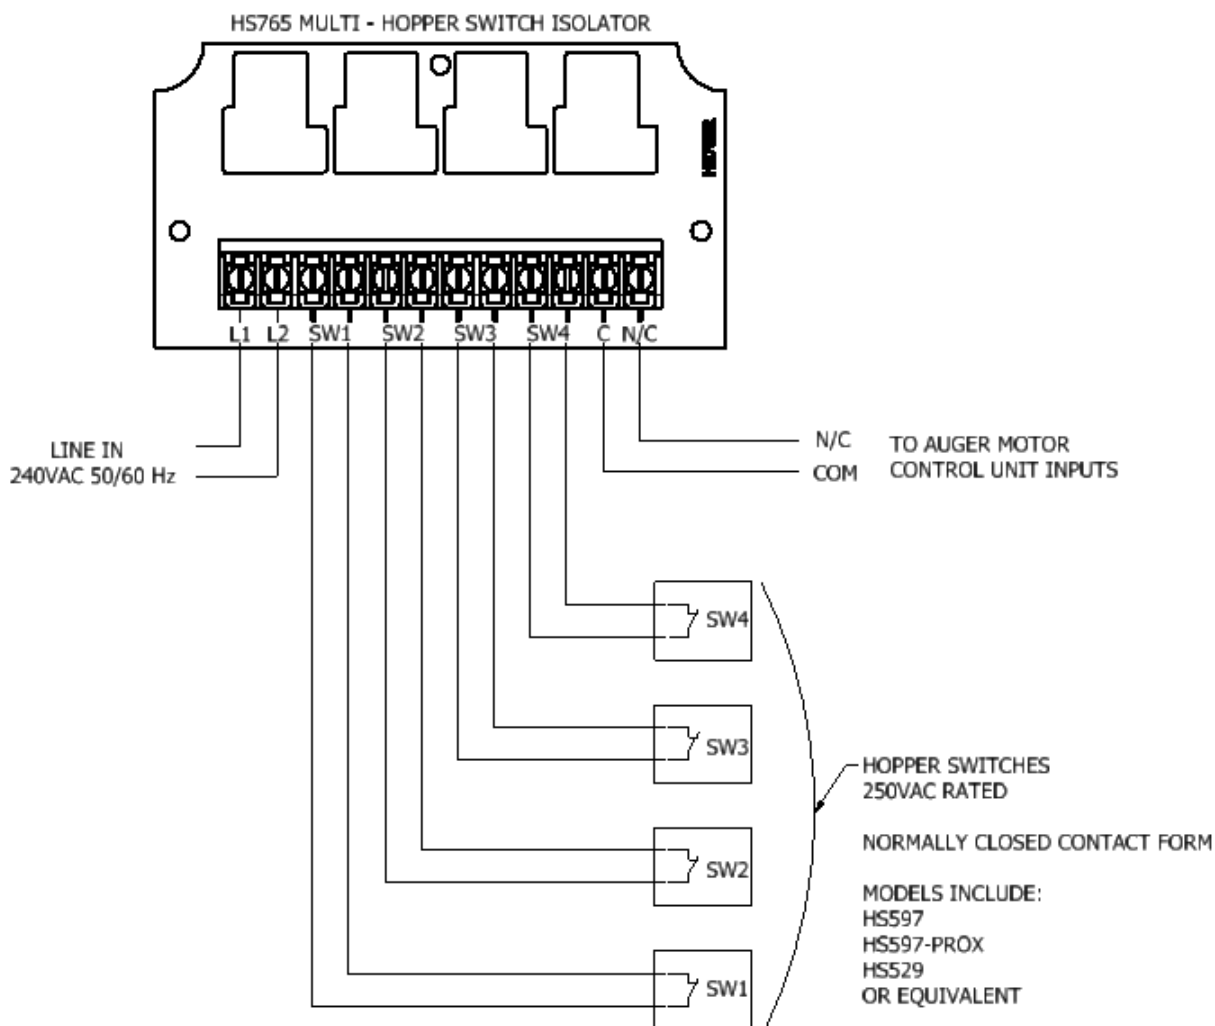 HS765 MULTI - HOPPER SWITCH ISOLATOR
L1 L2 SW1 SW2 SW3 SW4 C N/C
LINE IN
240VAC 50/60 Hz
N/C
COM
TO AUGER MOTOR
CONTROL UNIT INPUTS
SW4
SW3
SW2
SW1
HOPPER SWITCHES
250VAC RATED
NORMALLY CLOSED CONTACT FORM
MODELS INCLUDE:
HS597
HS597-PROX
HS529
OR EQUIVALENT